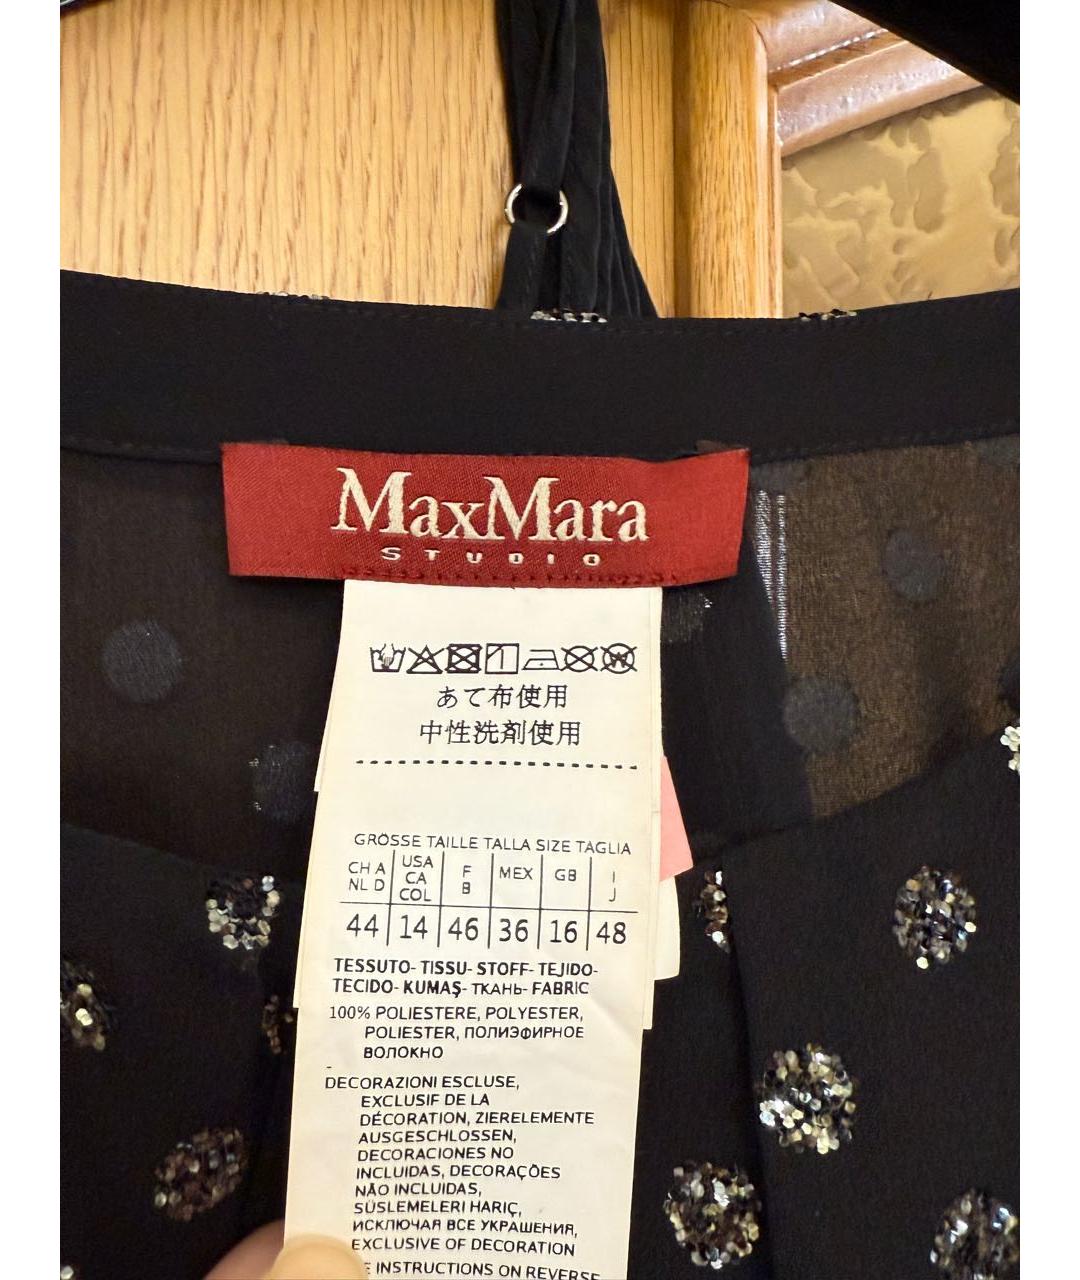 MaxMara
STUDIO
あて布使用
中性洗剤使用
GRÖSSE TAILLE TALLA SIZE TAGLIA
CH A NL D USA CA COL F B MEX GB I J
44 14 46 36 16 48
TESSUTO- TISSU- STOFF- TEJIDO-
TECIDO- KUMAŞ- ТКАНЬ- FABRIC
100% POLIESTERE, POLYESTER,
POLIESTER, ПОЛИЭФИРНОЕ
ВОЛОКНО
-
DECORAZIONI ESCLUSE,
EXCLUSIF DE LA
DÉCORATION, ZIERELEMENTE
AUSGESCHLOSSEN,
DECORACIONES NO
INCLUIDAS, DECORAÇÕES
NÃO INCLUIDAS,
SÜSLEMELERI HARIÇ,
ИСКЛЮЧАЯ ВСЕ УКРАШЕНИЯ,
EXCLUSIVE OF DECORATION
INSTRUCTIONS ON REVERSE